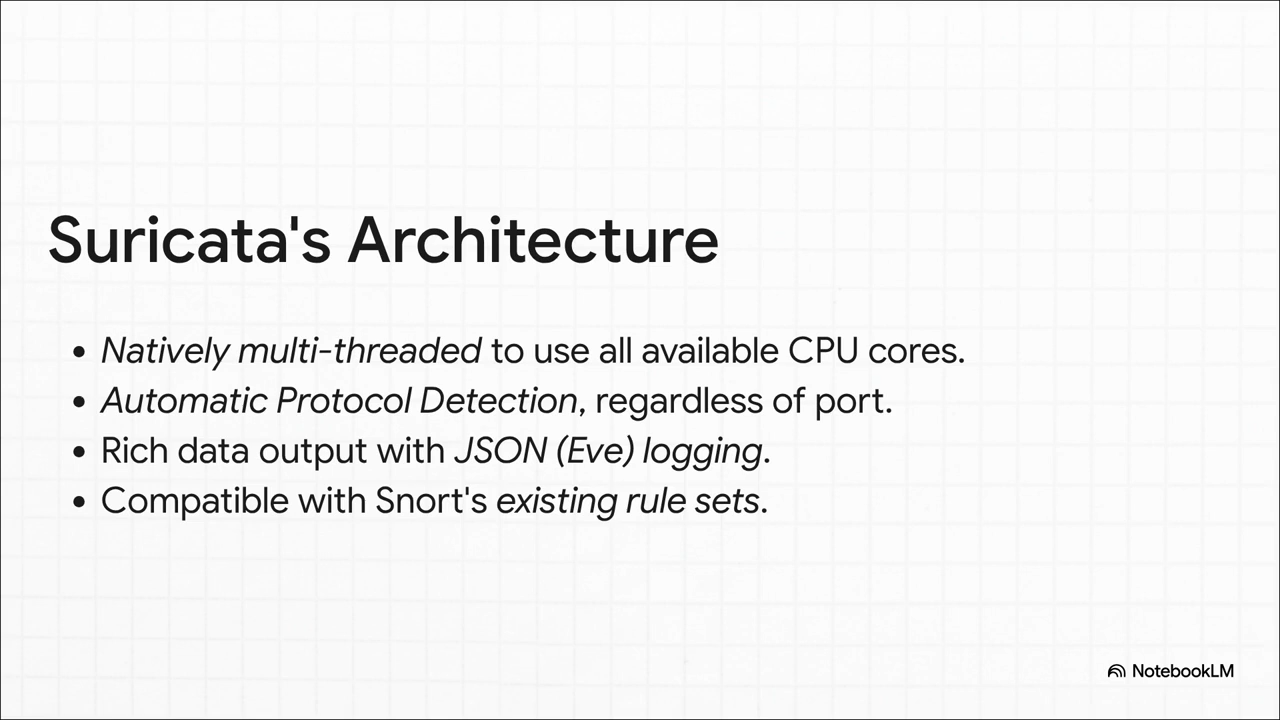 Suricata's Architecture
• Natively multi-threaded to use all available CPU cores.
• Automatic Protocol Detection, regardless of port.
• Rich data output with JSON (Eve) logging.
• Compatible with Snort's existing rule sets.
NotebookLM